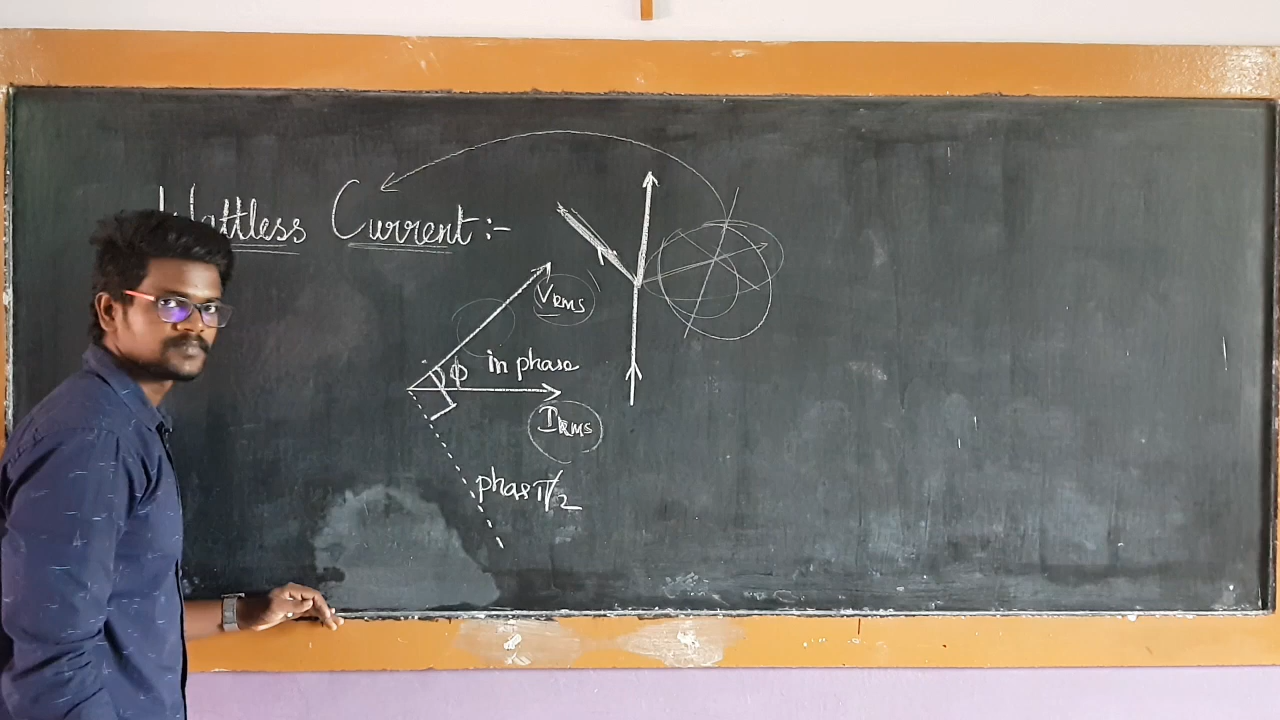 Wattless Current :-
VRMS
ϕ in phase
IRMS
phas π/2